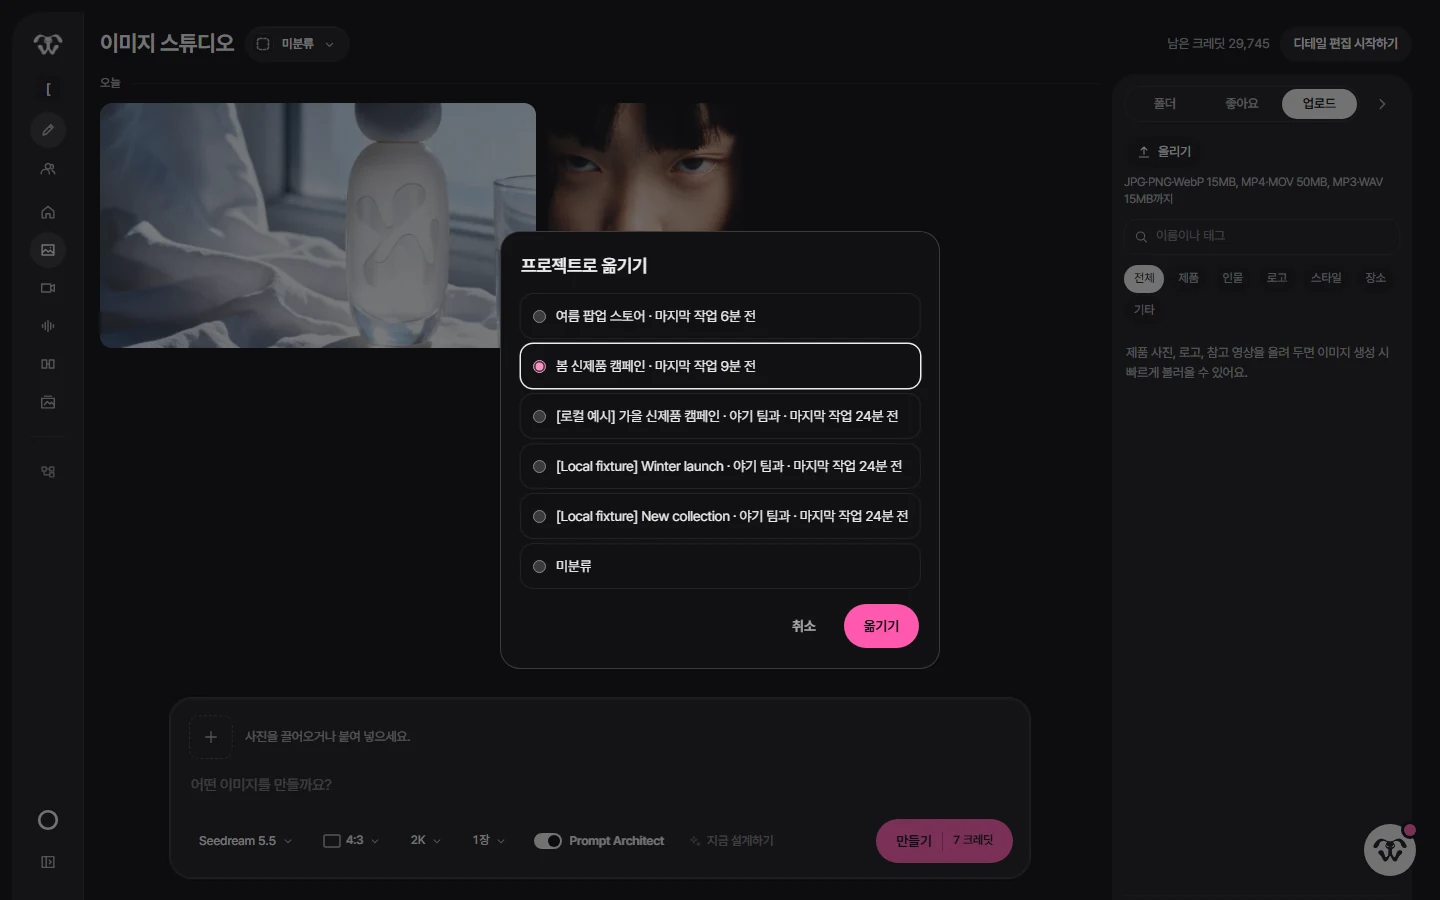 이미지 스튜디오
미분류
남은 크레딧 29,745
디테일 편집 시작하기
[
오늘
폴더
좋아요
업로드
올리기
JPG·PNG·WebP 15MB, MP4·MOV 50MB, MP3·WAV
15MB까지
이름이나 태그
전체
제품
인물
로고
스타일
장소
기타
제품 사진, 로고, 참고 영상을 올려 두면 이미지 생성 시
빠르게 불러올 수 있어요.
프로젝트로 옮기기
여름 팝업 스토어 · 마지막 작업 6분 전
봄 신제품 캠페인 · 마지막 작업 9분 전
[로컬 예시] 가을 신제품 캠페인 · 야기 팀과 · 마지막 작업 24분 전
[Local fixture] Winter launch · 야기 팀과 · 마지막 작업 24분 전
[Local fixture] New collection · 야기 팀과 · 마지막 작업 24분 전
미분류
취소
옮기기
사진을 끌어오거나 붙여 넣으세요.
어떤 이미지를 만들까요?
Seedream 5.5
4:3
2K
1장
Prompt Architect
지금 설계하기
만들기
7 크레딧